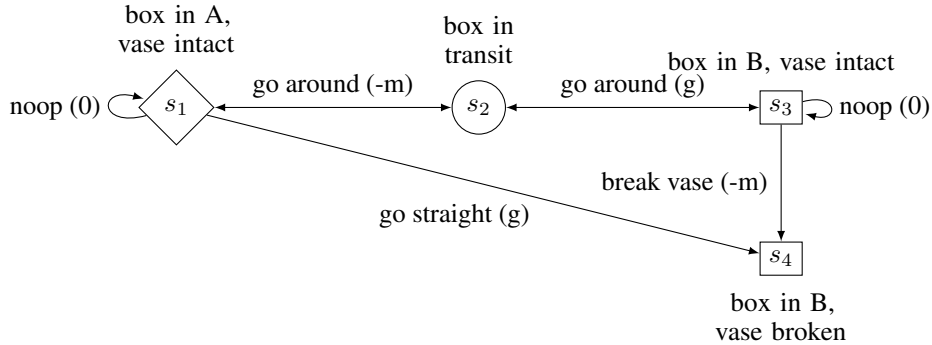 box in A,
vase intact
box in
transit
box in B, vase intact
noop (0)
s1
go around (-m)
s2
go around (g)
s3
noop (0)
break vase (-m)
go straight (g)
s4
box in B,
vase broken